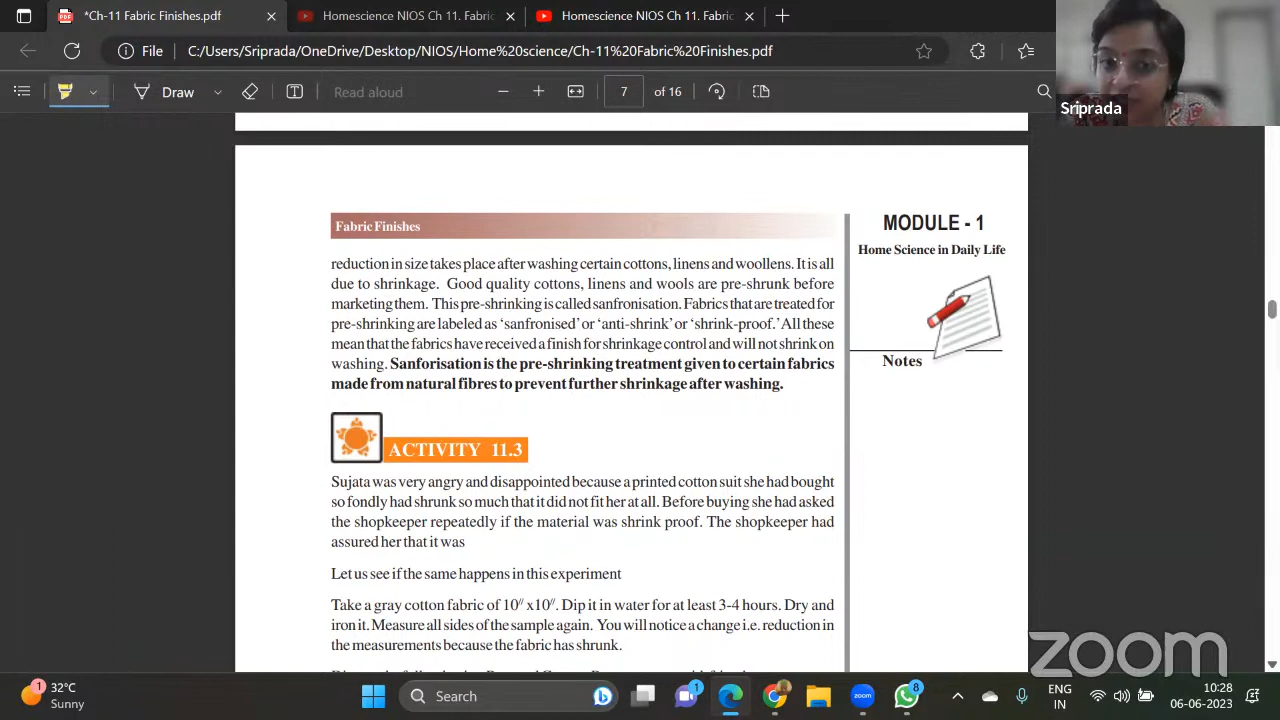 *Ch-11 Fabric Finishes.pdf
Homescience NIOS Ch 11. Fabric
Homescience NIOS Ch 11. Fabric
File
C:/Users/Sriprada/OneDrive/Desktop/NIOS/Home%20science/Ch-11%20Fabric%20Finishes.pdf
Draw
Read aloud
7 of 16
Sriprada
Fabric Finishes
MODULE - 1
Home Science in Daily Life
Notes
reduction in size takes place after washing certain cottons, linens and woollens. It is all
due to shrinkage. Good quality cottons, linens and wools are pre-shrunk before
marketing them. This pre-shrinking is called sanfronisation. Fabrics that are treated for
pre-shrinking are labeled as ‘sanfronised’ or ‘anti-shrink’ or ‘shrink-proof.’ All these
mean that the fabrics have received a finish for shrinkage control and will not shrink on
washing. Sanforisation is the pre-shrinking treatment given to certain fabrics
made from natural fibres to prevent further shrinkage after washing.
ACTIVITY 11.3
Sujata was very angry and disappointed because a printed cotton suit she had bought
so fondly had shrunk so much that it did not fit her at all. Before buying she had asked
the shopkeeper repeatedly if the material was shrink proof. The shopkeeper had
assured her that it was
Let us see if the same happens in this experiment
Take a gray cotton fabric of 10" x10". Dip it in water for at least 3-4 hours. Dry and
iron it. Measure all sides of the sample again. You will notice a change i.e. reduction in
the measurements because the fabric has shrunk.
zoom
1
32°C
Sunny
Search
1
zoom
8
ENG
IN
10:28
06-06-2023